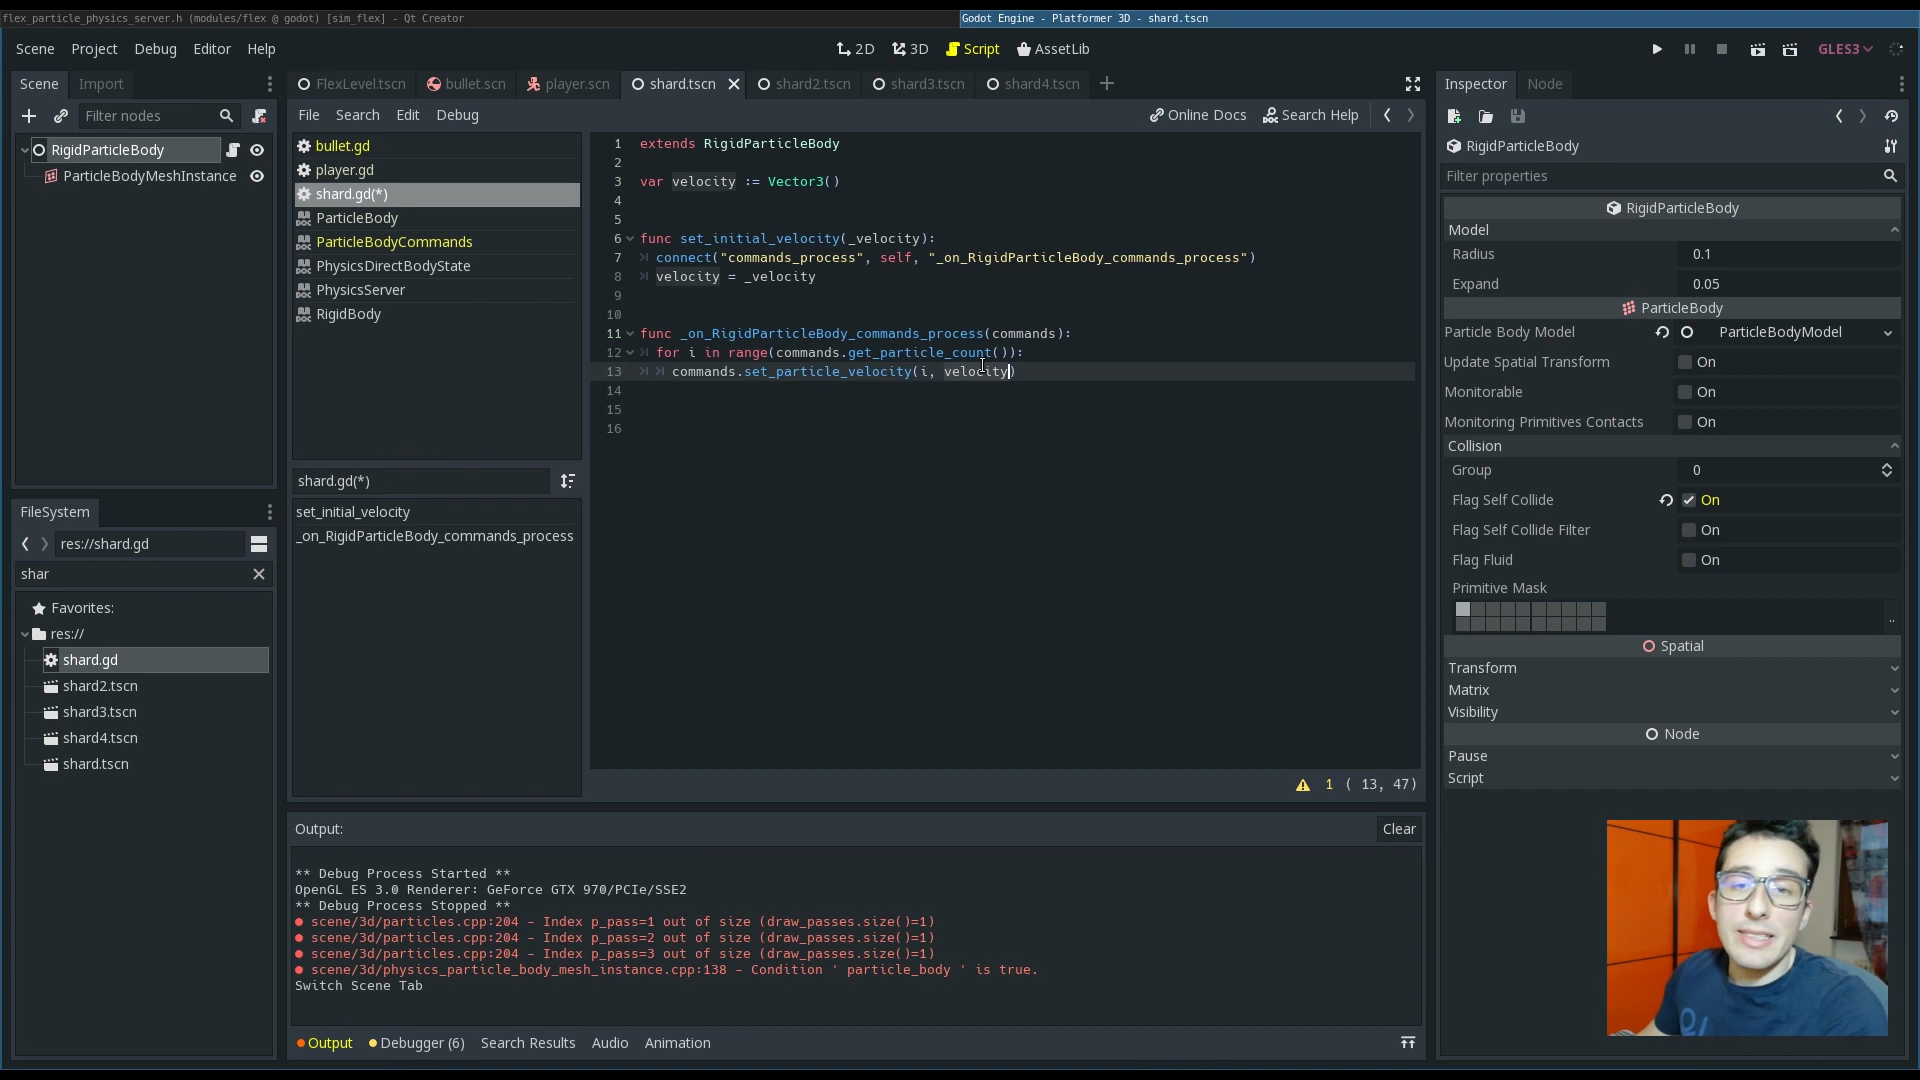 flex_particle_physics_server.h (modules/flex @ godot) [sim_flex] - Qt Creator
Godot Engine - Platformer 3D - shard.tscn
Scene Project Debug Editor Help
2D 3D Script AssetLib
GLES3
Scene Import
Filter nodes
RigidParticleBody
ParticleBodyMeshInstance
FileSystem
res://shard.gd
shar
Favorites:
res://
shard.gd
shard2.tscn
shard3.tscn
shard4.tscn
shard.tscn
FlexLevel.tscn bullet.scn player.scn shard.tscn shard2.tscn shard3.tscn shard4.tscn
File Search Edit Debug
Online Docs Search Help
bullet.gd
player.gd
shard.gd(*)
ParticleBody
ParticleBodyCommands
PhysicsDirectBodyState
PhysicsServer
RigidBody
shard.gd(*)
set_initial_velocity
_on_RigidParticleBody_commands_process
1 extends RigidParticleBody
2
3 var velocity := Vector3()
4
5
6 func set_initial_velocity(_velocity):
7 connect("commands_process", self, "_on_RigidParticleBody_commands_process")
8 velocity = _velocity
9
10
11 func _on_RigidParticleBody_commands_process(commands):
12 for i in range(commands.get_particle_count()):
13 commands.set_particle_velocity(i, velocity)
14
15
16
1 ( 13, 47)
Output:
Clear
** Debug Process Started **
OpenGL ES 3.0 Renderer: GeForce GTX 970/PCIe/SSE2
** Debug Process Stopped **
scene/3d/particles.cpp:204 - Index p_pass=1 out of size (draw_passes.size()=1)
scene/3d/particles.cpp:204 - Index p_pass=2 out of size (draw_passes.size()=1)
scene/3d/particles.cpp:204 - Index p_pass=3 out of size (draw_passes.size()=1)
scene/3d/physics_particle_body_mesh_instance.cpp:138 - Condition ' particle_body ' is true.
Switch Scene Tab
Output Debugger (6) Search Results Audio Animation
Inspector Node
RigidParticleBody
Filter properties
RigidParticleBody
Model
Radius 0.1
Expand 0.05
ParticleBody
Particle Body Model ParticleBodyModel
Update Spatial Transform On
Monitorable On
Monitoring Primitives Contacts On
Collision
Group 0
Flag Self Collide On
Flag Self Collide Filter On
Flag Fluid On
Primitive Mask
..
Spatial
Transform
Matrix
Visibility
Node
Pause
Script